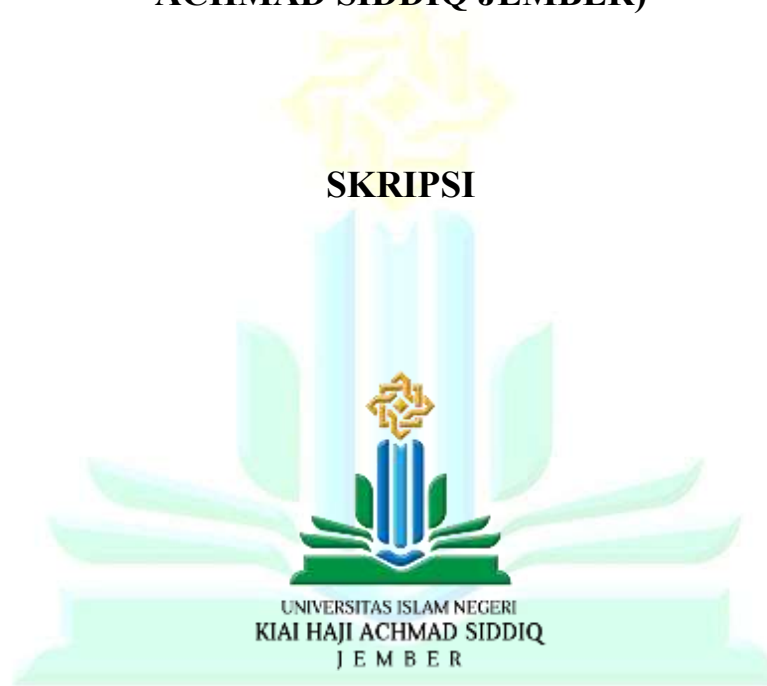 ACHMAD SIDDIQ JEMBER)
SKRIPSI
UNIVERSITAS ISLAM NEGERI
KIAI HAJI ACHMAD SIDDIQ
JEMBER